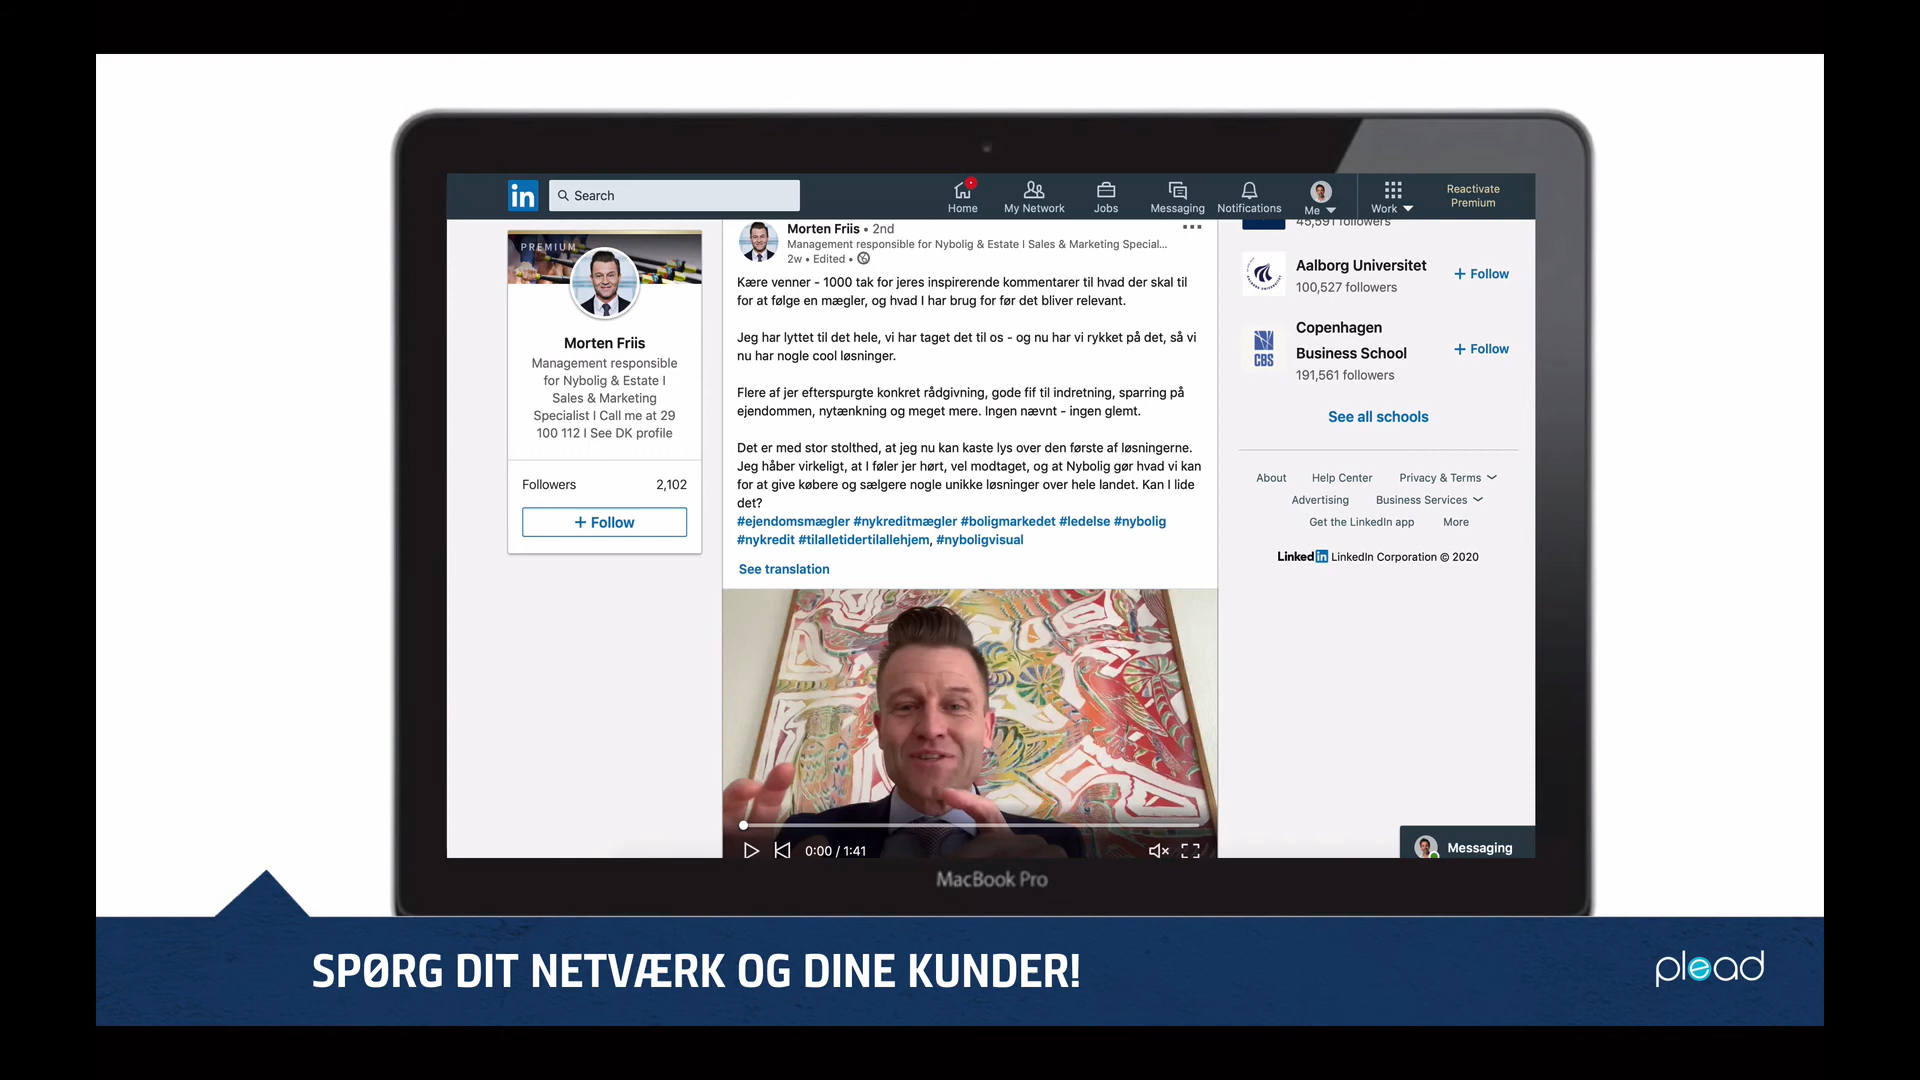 in
Search
Home
My Network
Jobs
Messaging
Notifications
Me
Work
Reactivate
Premium
PREMIUM
Morten Friis
Management responsible
for Nybolig & Estate I
Sales & Marketing
Specialist I Call me at 29
100 112 I See DK profile
Followers 2,102
+ Follow
Morten Friis • 2nd
Management responsible for Nybolig & Estate I Sales & Marketing Special...
2w • Edited •
Kære venner - 1000 tak for jeres inspirerende kommentarer til hvad der skal til
for at følge en mægler, og hvad I har brug for før det bliver relevant.
Jeg har lyttet til det hele, vi har taget det til os - og nu har vi rykket på det, så vi
nu har nogle cool løsninger.
Flere af jer efterspurgte konkret rådgivning, gode fif til indretning, sparring på
ejendommen, nytænkning og meget mere. Ingen nævnt - ingen glemt.
Det er med stor stolthed, at jeg nu kan kaste lys over den første af løsningerne.
Jeg håber virkeligt, at I føler jer hørt, vel modtaget, og at Nybolig gør hvad vi kan
for at give købere og sælgere nogle unikke løsninger over hele landet. Kan I lide
det?
#ejendomsmægler #nykreditmægler #boligmarkedet #ledelse #nybolig
#nykredit #tilalletidertilallehjem, #nyboligvisual
See translation
0:00 / 1:41
45,591 followers
Aalborg Universitet
100,527 followers
+ Follow
CBS
Copenhagen
Business School
191,561 followers
+ Follow
See all schools
About Help Center Privacy & Terms
Advertising Business Services
Get the LinkedIn app More
Linked in LinkedIn Corporation © 2020
Messaging
MacBook Pro
SPØRG DIT NETVÆRK OG DINE KUNDER!
plead